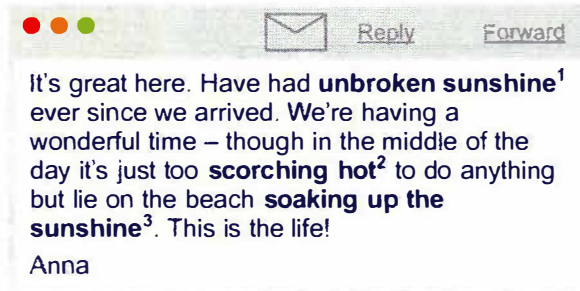 Reply Forward
It's great here. Have had unbroken sunshine¹
ever since we arrived. We're having a
wonderful time – though in the middle of the
day it's just too scorching hot² to do anything
but lie on the beach soaking up the
sunshine³. This is the life!
Anna